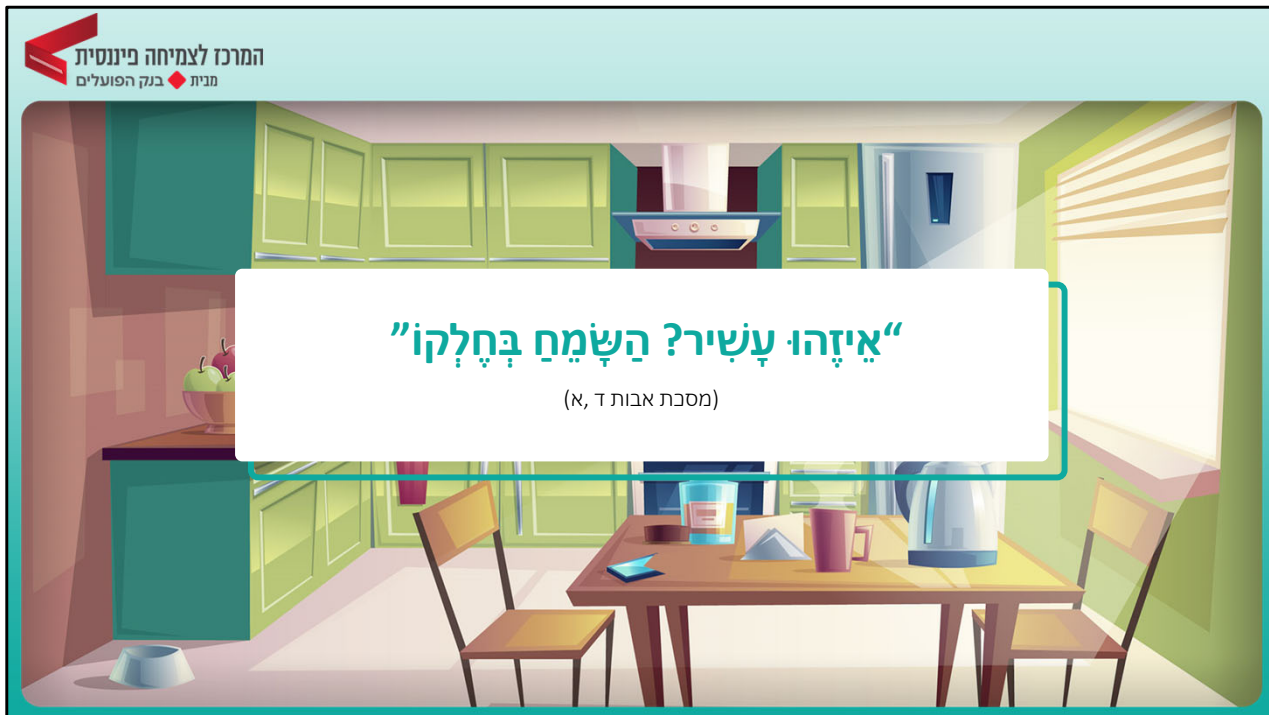 המרכז לצמיחה פיננסית
מבית בנק הפועלים
"אֵיזֶהוּ עָשִׁיר? הַשָּׂמֵחַ בְּחֶלְקוֹ"
(מסכת אבות ד ,א)